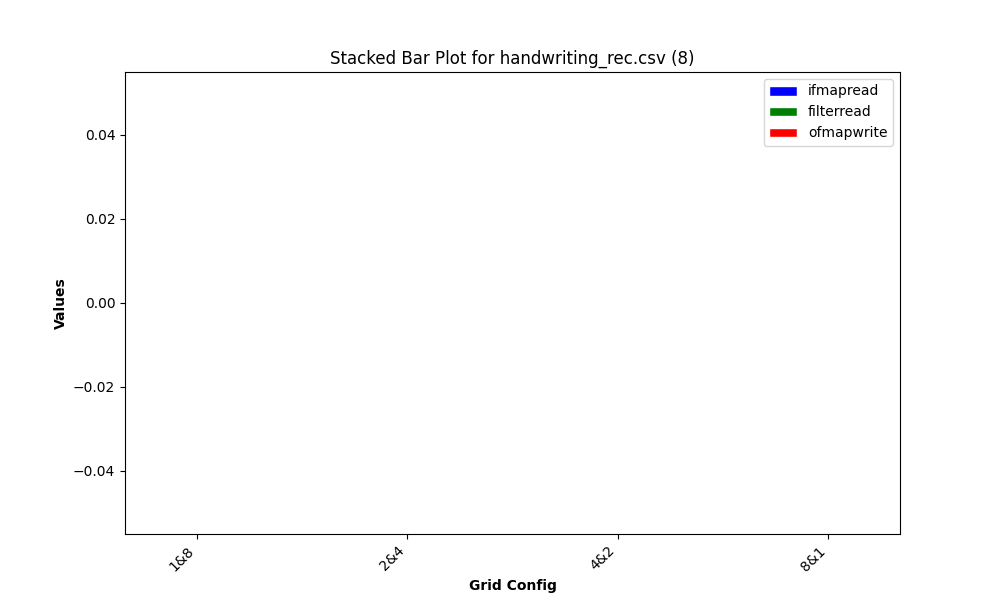 Stacked Bar Plot for handwriting_rec.csv (8)
ifmapread
filterread
ofmapwrite
0.04
0.02
0.00
−0.02
−0.04
Values
1&8
2&4
4&2
8&1
Grid Config